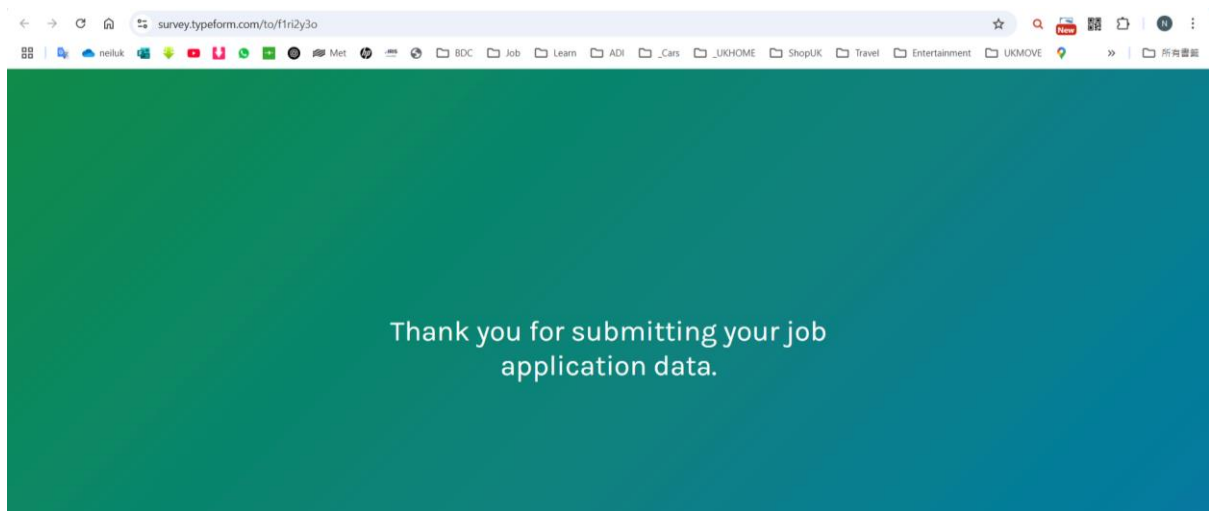 survey.typeform.com/to/f1ri2y3o
New N
neiluk Met BDC Job Learn ADI _Cars _UKHOME ShopUK Travel Entertainment UKMOVE » 所有書籤
Thank you for submitting your job
application data.